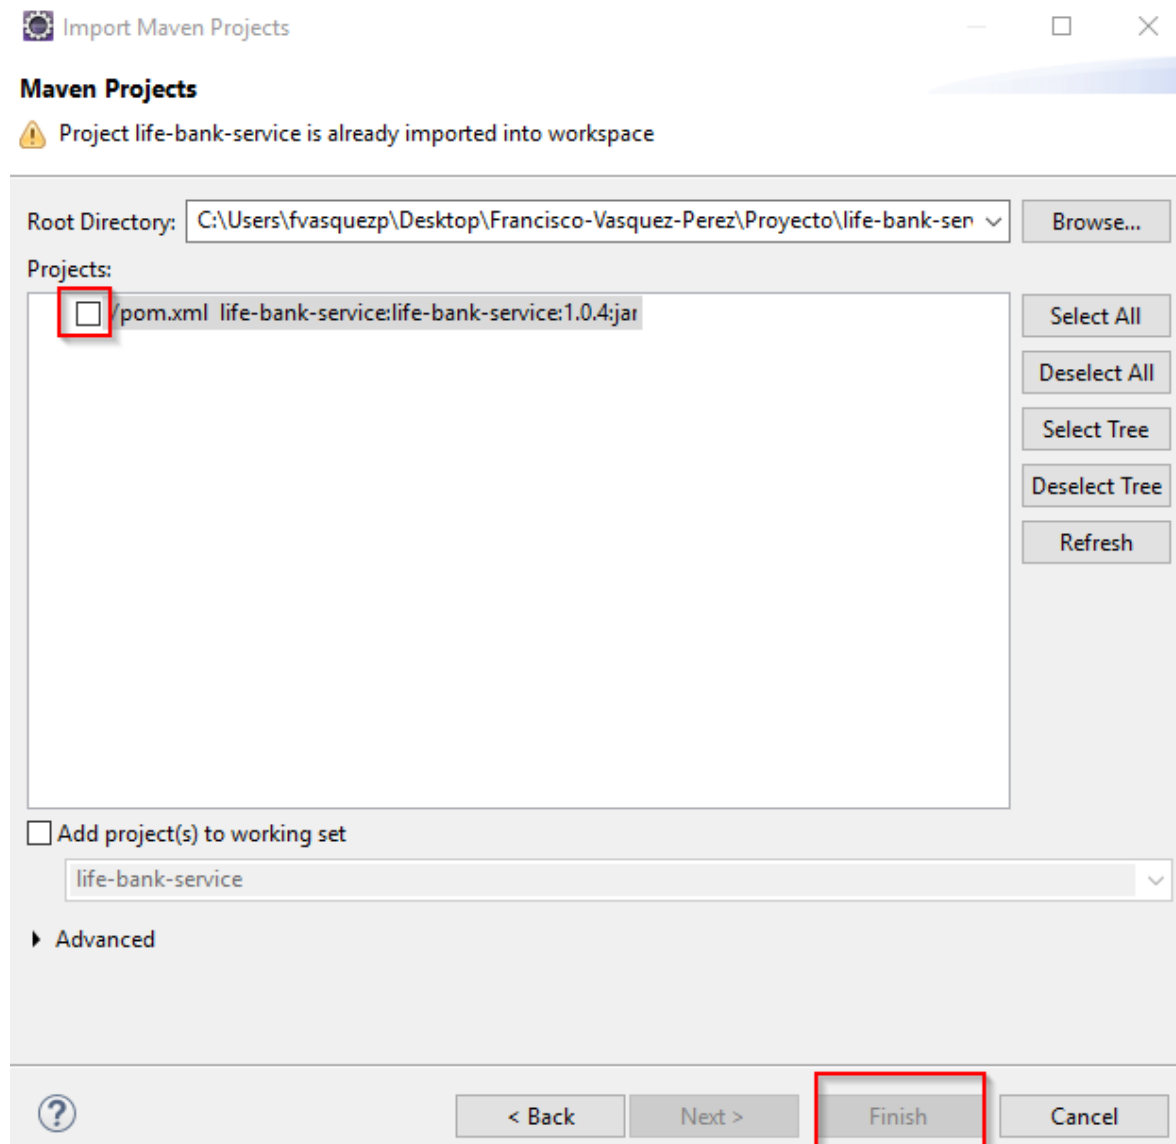 Import Maven Projects
Maven Projects
Project life-bank-service is already imported into workspace
Root Directory: C:\Users\fvasquezp\Desktop\Francisco-Vasquez-Perez\Proyecto\life-bank-serv Browse...
Projects:
/pom.xml life-bank-service:life-bank-service:1.0.4:jar
Select All
Deselect All
Select Tree
Deselect Tree
Refresh
Add project(s) to working set
life-bank-service
Advanced
? < Back Next > Finish Cancel